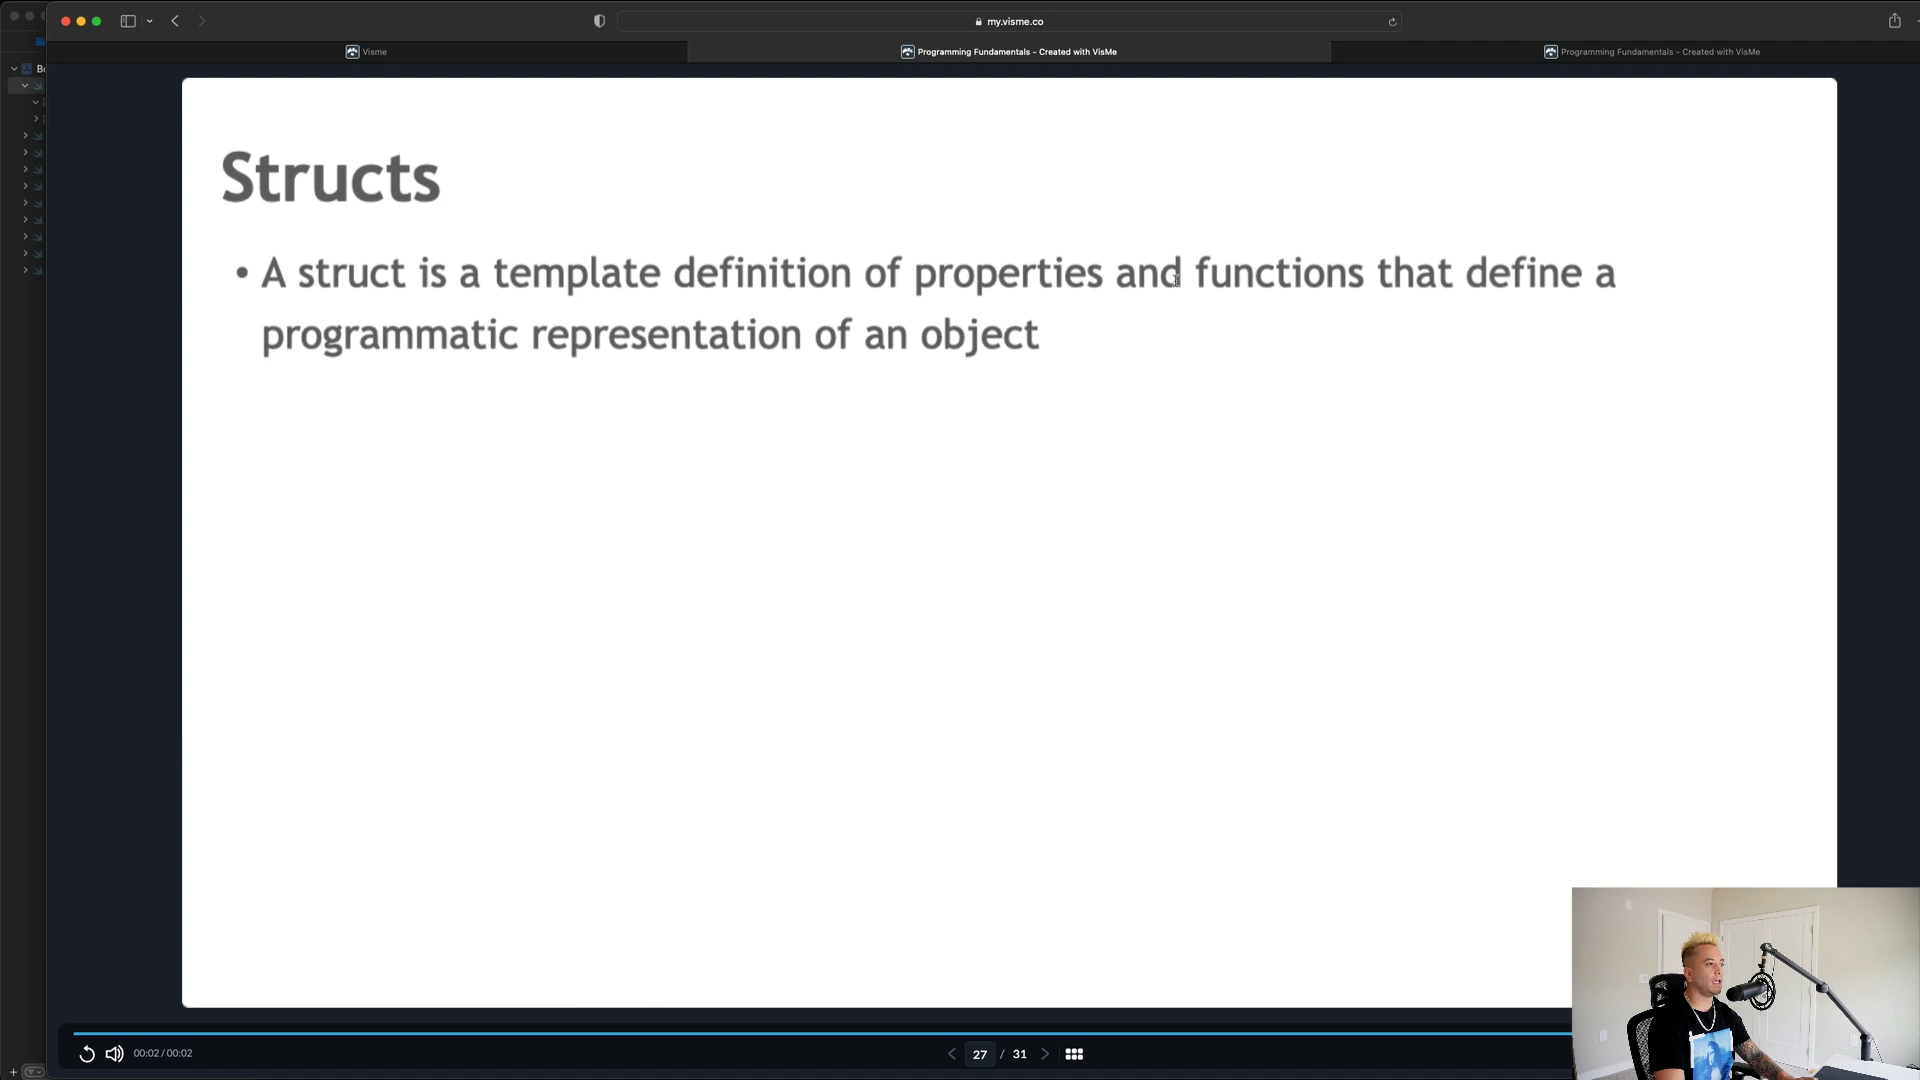 my.visme.co
Visme
Programming Fundamentals - Created with VisMe
Programming Fundamentals - Created with VisMe
Structs
• A struct is a template definition of properties and functions that define a
programmatic representation of an object
00:02 / 00:02
27 / 31